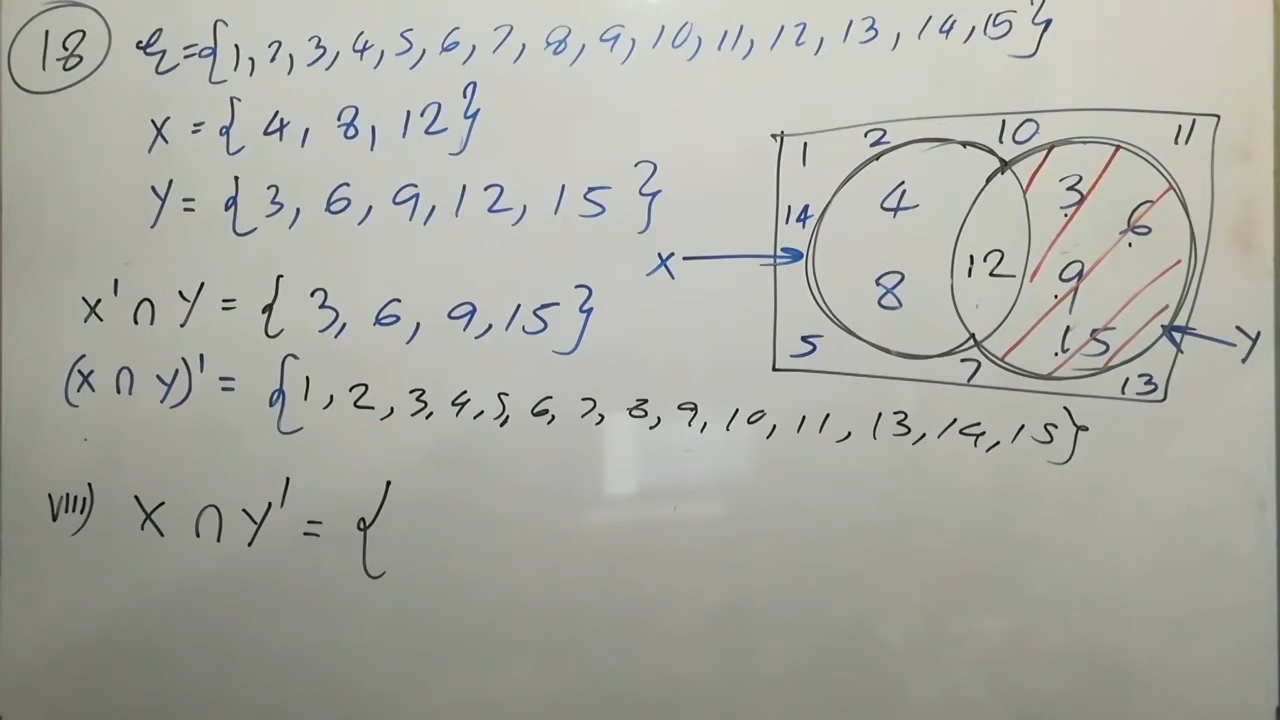 18 ξ={1, 2, 3, 4, 5, 6, 7, 8, 9, 10, 11, 12, 13, 14, 15}
X = {4, 8, 12}
Y = {3, 6, 9, 12, 15}
X' ∩ Y = {3, 6, 9, 15}
(X ∩ Y)' = {1, 2, 3, 4, 5, 6, 7, 8, 9, 10, 11, 13, 14, 15}
VIII) X ∩ Y' = {
1 2 10 11
4 3
14 6
X 12 9
8
5 15 Y
7 13